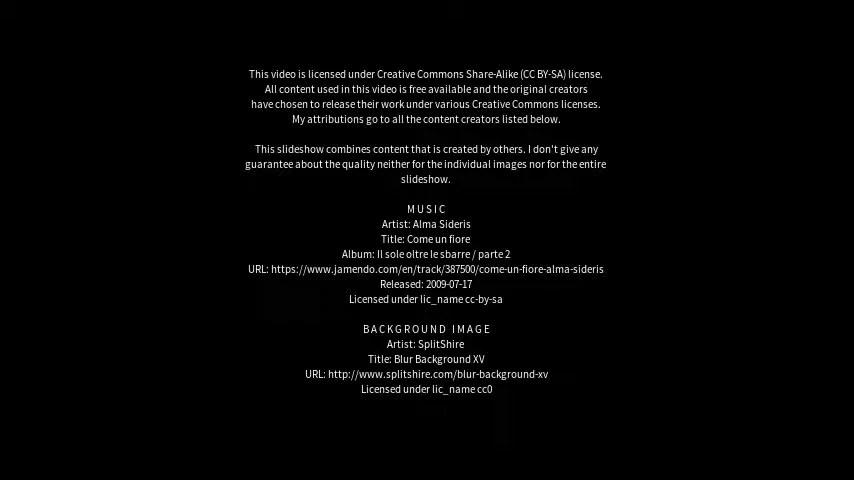 This video is licensed under Creative Commons Share-Alike (CC BY-SA) license.
All content used in this video is free available and the original creators
have chosen to release their work under various Creative Commons licenses.
My attributions go to all the content creators listed below.
This slideshow combines content that is created by others. I don't give any
guarantee about the quality neither for the individual images nor for the entire
slideshow.
MUSIC
Artist: Alma Sideris
Title: Come un fiore
Album: Il sole oltre le sbarre / parte 2
URL: https://www.jamendo.com/en/track/387500/come-un-fiore-alma-sideris
Released: 2009-07-17
Licensed under lic_name cc-by-sa
BACKGROUND IMAGE
Artist: SplitShire
Title: Blur Background XV
URL: http://www.splitshire.com/blur-background-xv
Licensed under lic_name cc0